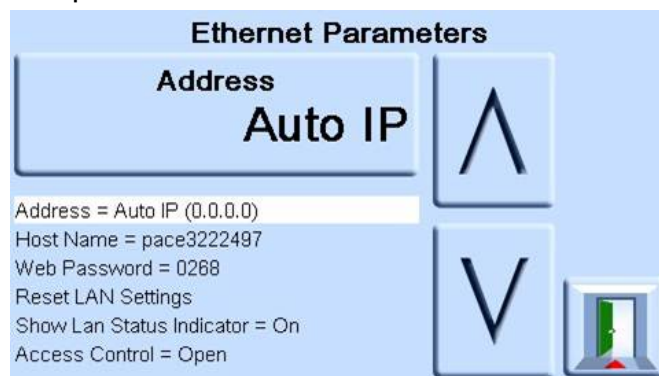 Ethernet Parameters
Address
Auto IP
Address = Auto IP (0.0.0.0)
Host Name = pace3222497
Web Password = 0268
Reset LAN Settings
Show Lan Status Indicator = On
Access Control = Open